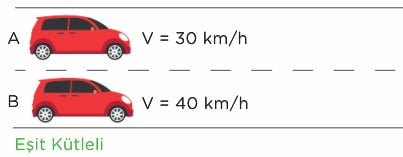 A V = 30 km/h
B V = 40 km/h
Eşit Kütleli